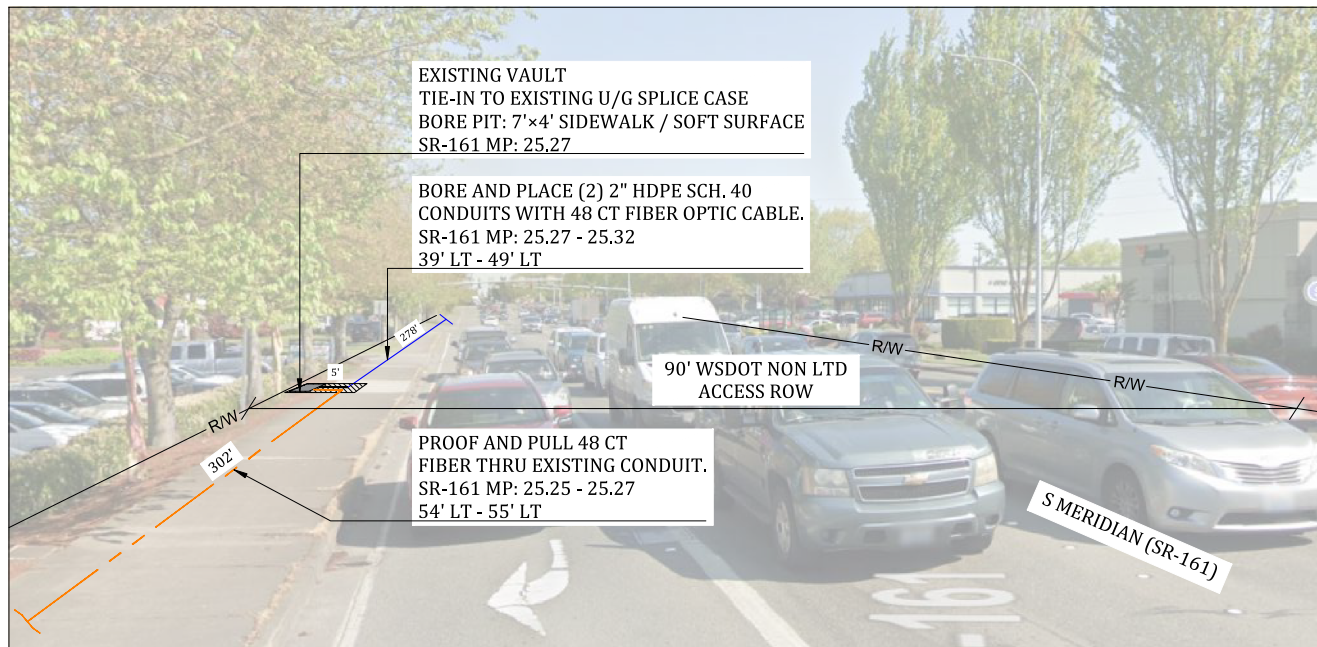 EXISTING VAULT
TIE-IN TO EXISTING U/G SPLICE CASE
BORE PIT: 7'×4' SIDEWALK / SOFT SURFACE
SR-161 MP: 25.27
BORE AND PLACE (2) 2" HDPE SCH. 40
CONDUITS WITH 48 CT FIBER OPTIC CABLE.
SR-161 MP: 25.27 - 25.32
39' LT - 49' LT
278'
5'
R/W
90' WSDOT NON LTD
ACCESS ROW
R/W
R/W
302'
PROOF AND PULL 48 CT
FIBER THRU EXISTING CONDUIT.
SR-161 MP: 25.25 - 25.27
54' LT - 55' LT
S MERIDIAN (SR-161)
161